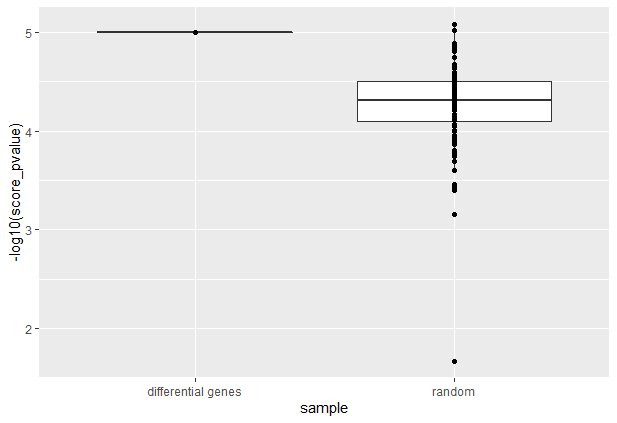 -log10(score_pvalue)
5
4
3
2
differential genes
random
sample